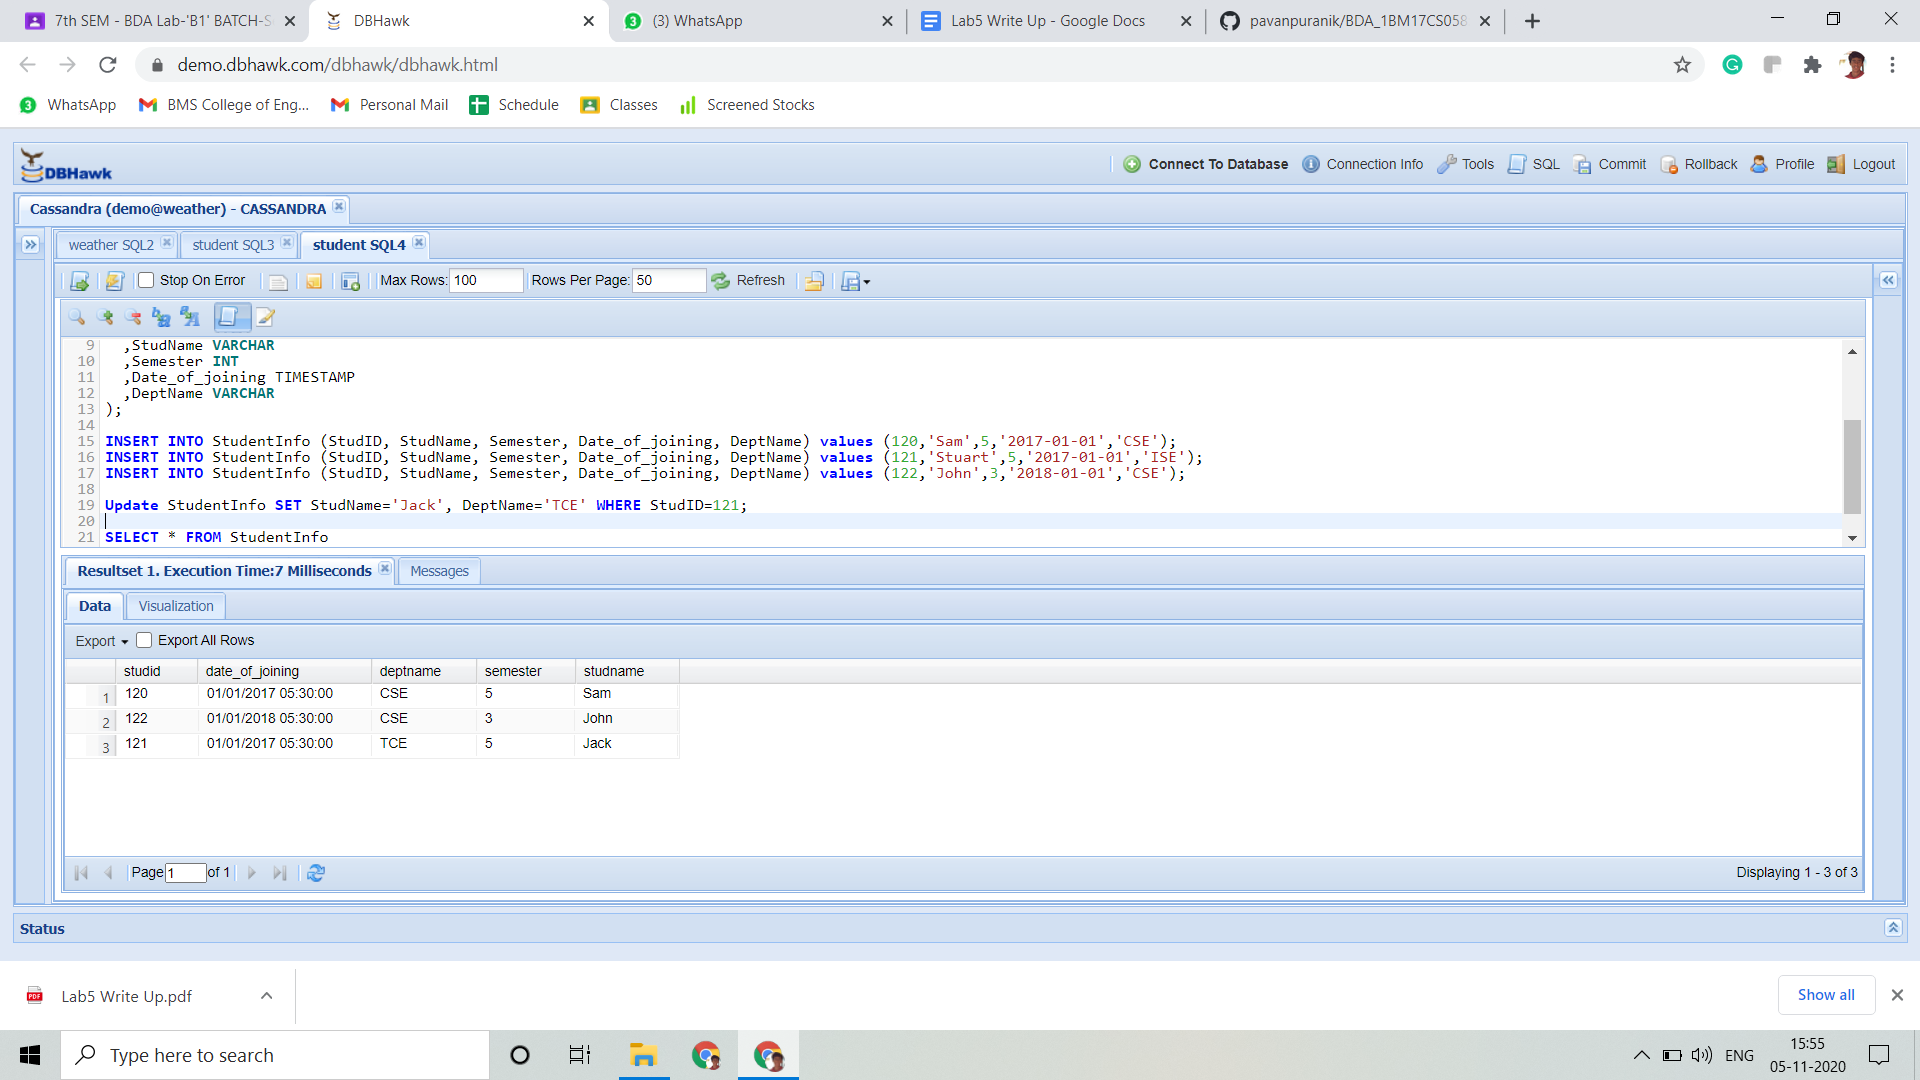 7th SEM - BDA Lab-'B1' BATCH-S
DBHawk
(3) WhatsApp
Lab5 Write Up - Google Docs
pavanpuranik/BDA_1BM17CS058
demo.dbhawk.com/dbhawk/dbhawk.html
WhatsApp
BMS College of Eng...
Personal Mail
Schedule
Classes
Screened Stocks
DBHawk
Connect To Database
Connection Info
Tools
SQL
Commit
Rollback
Profile
Logout
Cassandra (demo@weather) - CASSANDRA
weather SQL2
student SQL3
student SQL4
Stop On Error
Max Rows: 100
Rows Per Page: 50
Refresh
9 ,StudName VARCHAR
10 ,Semester INT
11 ,Date_of_joining TIMESTAMP
12 ,DeptName VARCHAR
13 );
14
15 INSERT INTO StudentInfo (StudID, StudName, Semester, Date_of_joining, DeptName) values (120,'Sam',5,'2017-01-01','CSE');
16 INSERT INTO StudentInfo (StudID, StudName, Semester, Date_of_joining, DeptName) values (121,'Stuart',5,'2017-01-01','ISE');
17 INSERT INTO StudentInfo (StudID, StudName, Semester, Date_of_joining, DeptName) values (122,'John',3,'2018-01-01','CSE');
18
19 Update StudentInfo SET StudName='Jack', DeptName='TCE' WHERE StudID=121;
20
21 SELECT * FROM StudentInfo
Resultset 1. Execution Time:7 Milliseconds
Messages
Data
Visualization
Export
Export All Rows
studid date_of_joining deptname semester studname
1 120 01/01/2017 05:30:00 CSE 5 Sam
2 122 01/01/2018 05:30:00 CSE 3 John
3 121 01/01/2017 05:30:00 TCE 5 Jack
Page 1 of 1
Displaying 1 - 3 of 3
Status
PDF
Lab5 Write Up.pdf
Show all
Type here to search
ENG
15:55
05-11-2020